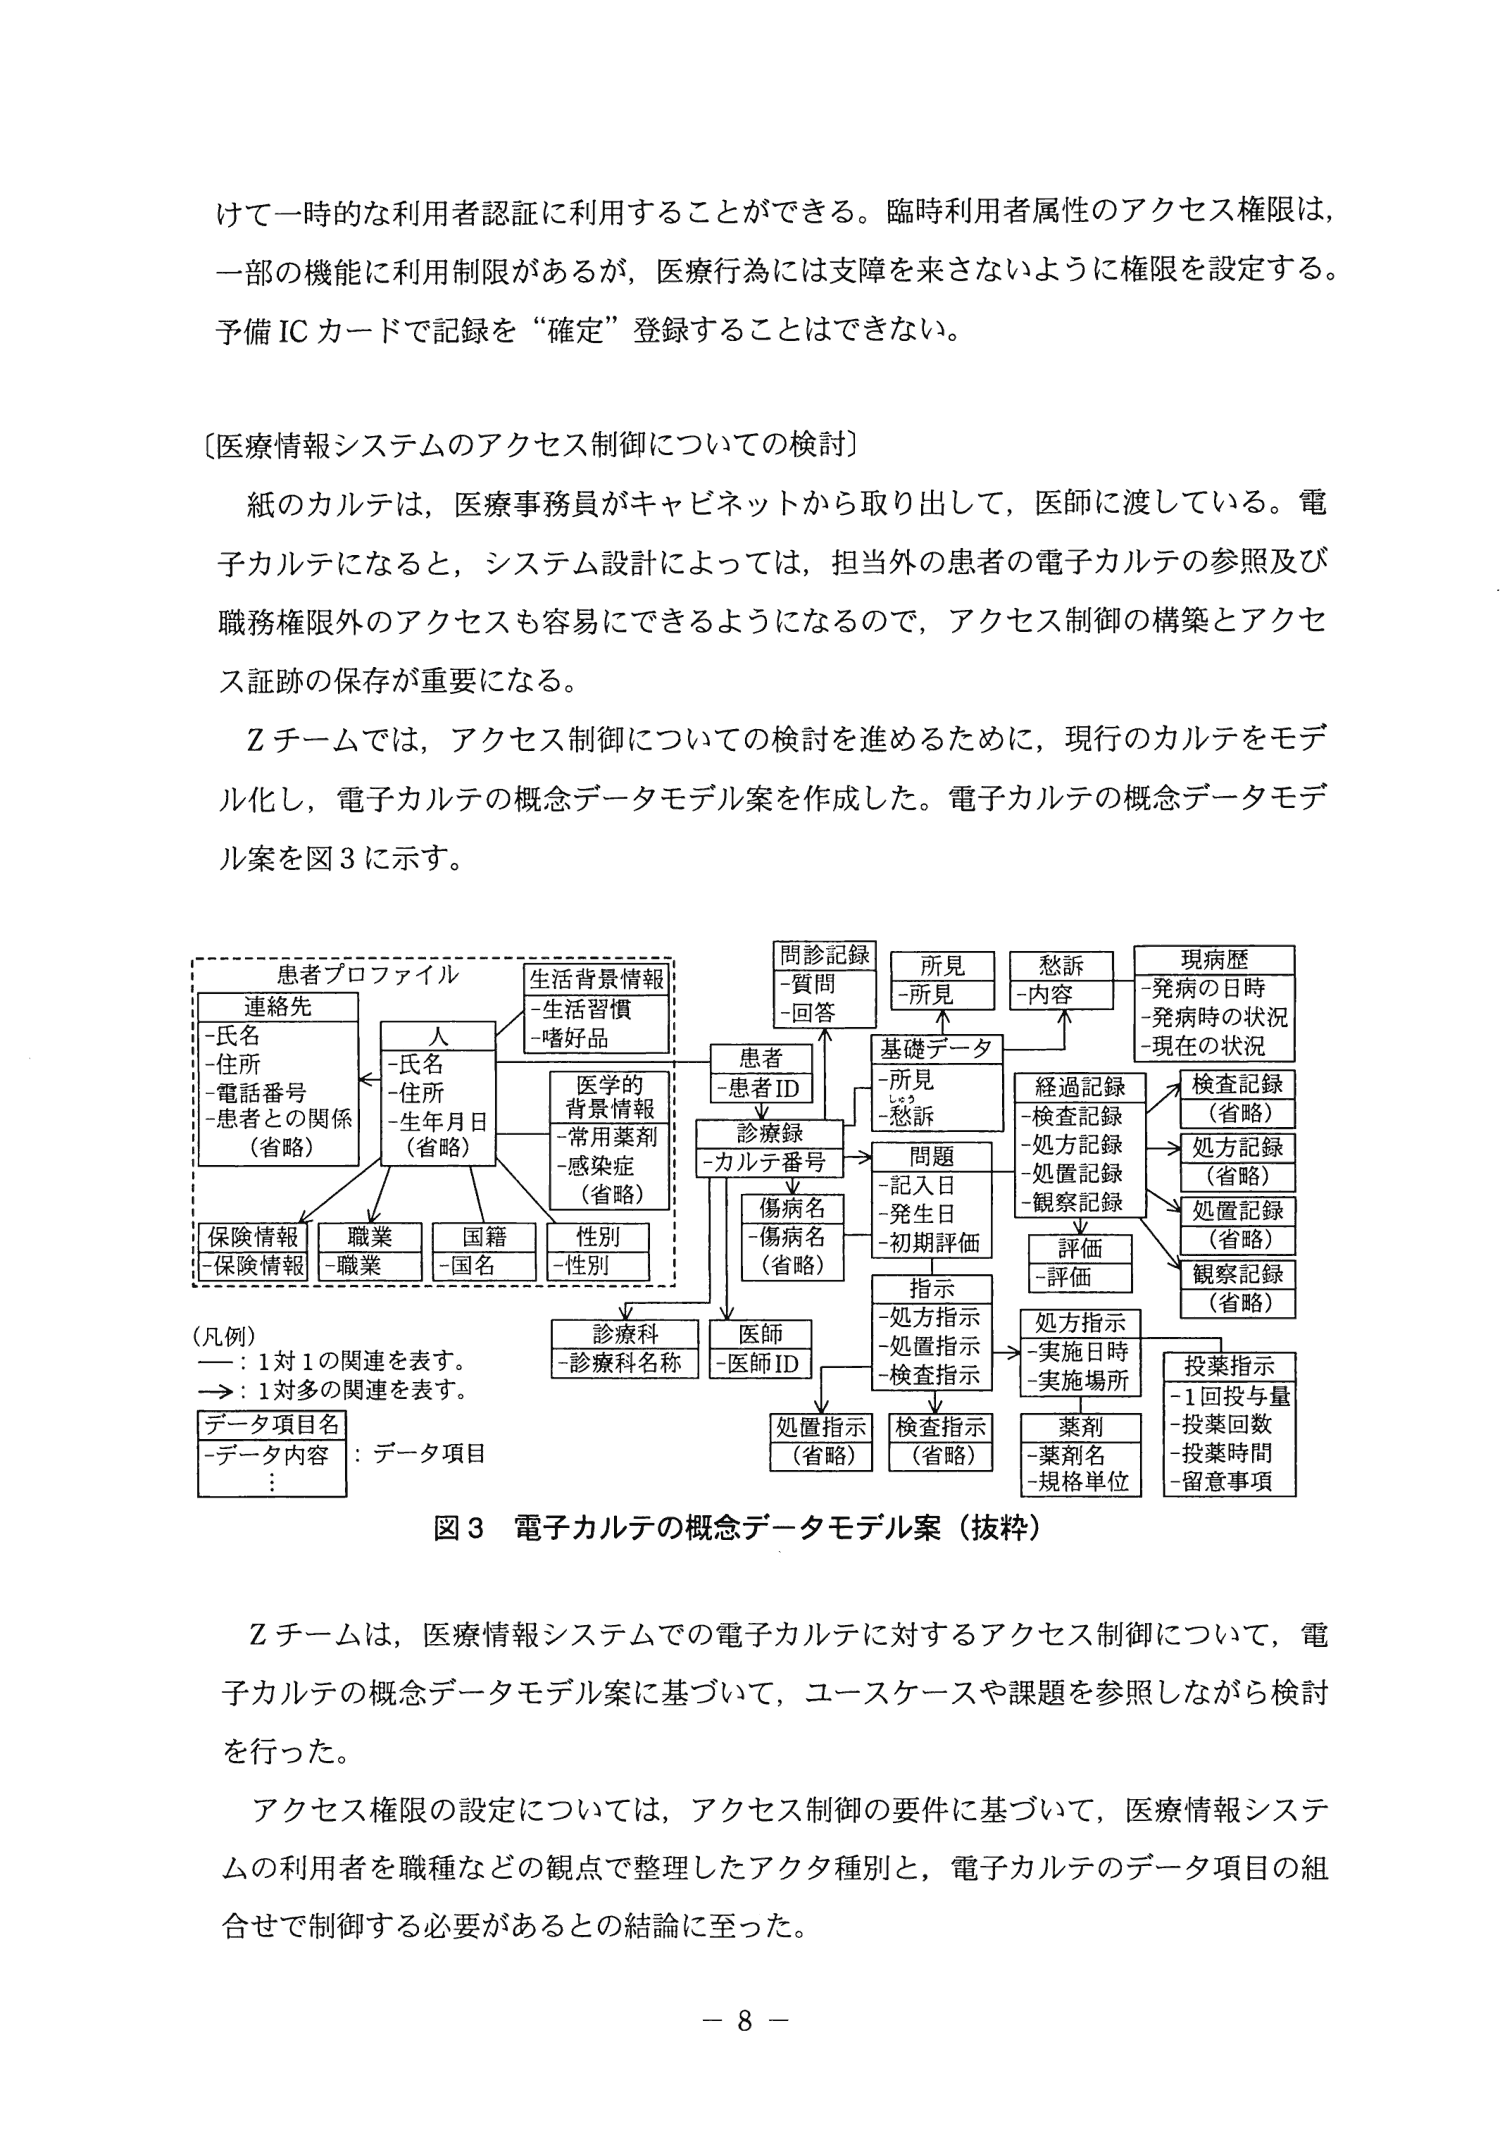 けて一時的な利用者認証に利用することができる。臨時利用者属性のアクセス権限は，
一部の機能に利用制限があるが，医療行為には支障を来さないように権限を設定する。
予備 IC カードで記録を“確定”登録することはできない。
〔医療情報システムのアクセス制御についての検討〕
紙のカルテは，医療事務員がキャビネットから取り出して，医師に渡している。電
子カルテになると，システム設計によっては，担当外の患者の電子カルテの参照及び
職務権限外のアクセスも容易にできるようになるので，アクセス制御の構築とアクセ
ス証跡の保存が重要になる。
Z チームでは，アクセス制御についての検討を進めるために，現行のカルテをモデ
ル化し，電子カルテの概念データモデル案を作成した。電子カルテの概念データモデ
ル案を図 3 に示す。
患者プロファイル
連絡先
-氏名
-住所
-電話番号
-患者との関係
（省略）
人
-氏名
-住所
-生年月日
（省略）
生活背景情報
-生活習慣
-嗜好品
医学的
背景情報
-常用薬剤
-感染症
（省略）
保険情報
-保険情報
職業
-職業
国籍
-国名
性別
-性別
患者
-患者ID
診療録
-カルテ番号
問診記録
-質問
-回答
所見
-所見
愁訴
-内容
現病歴
-発病の日時
-発病時の状況
-現在の状況
基礎データ
-所見
しゅう
-愁訴
問題
-記入日
-発生日
-初期評価
傷病名
-傷病名
（省略）
経過記録
-検査記録
-処方記録
-処置記録
-観察記録
検査記録
（省略）
処方記録
（省略）
処置記録
（省略）
観察記録
（省略）
評価
-評価
診療科
-診療科名称
医師
-医師ID
指示
-処方指示
-処置指示
-検査指示
処方指示
-実施日時
-実施場所
投薬指示
-1回投与量
-投薬回数
-投薬時間
-留意事項
処置指示
（省略）
検査指示
（省略）
薬剤
-薬剤名
-規格単位
（凡例）
―：1対1の関連を表す。
→：1対多の関連を表す。
データ項目名
-データ内容
⋮
：データ項目
図 3　電子カルテの概念データモデル案（抜粋）
Z チームは，医療情報システムでの電子カルテに対するアクセス制御について，電
子カルテの概念データモデル案に基づいて，ユースケースや課題を参照しながら検討
を行った。
アクセス権限の設定については，アクセス制御の要件に基づいて，医療情報システ
ムの利用者を職種などの観点で整理したアクタ種別と，電子カルテのデータ項目の組
合せで制御する必要があるとの結論に至った。
－ 8 －